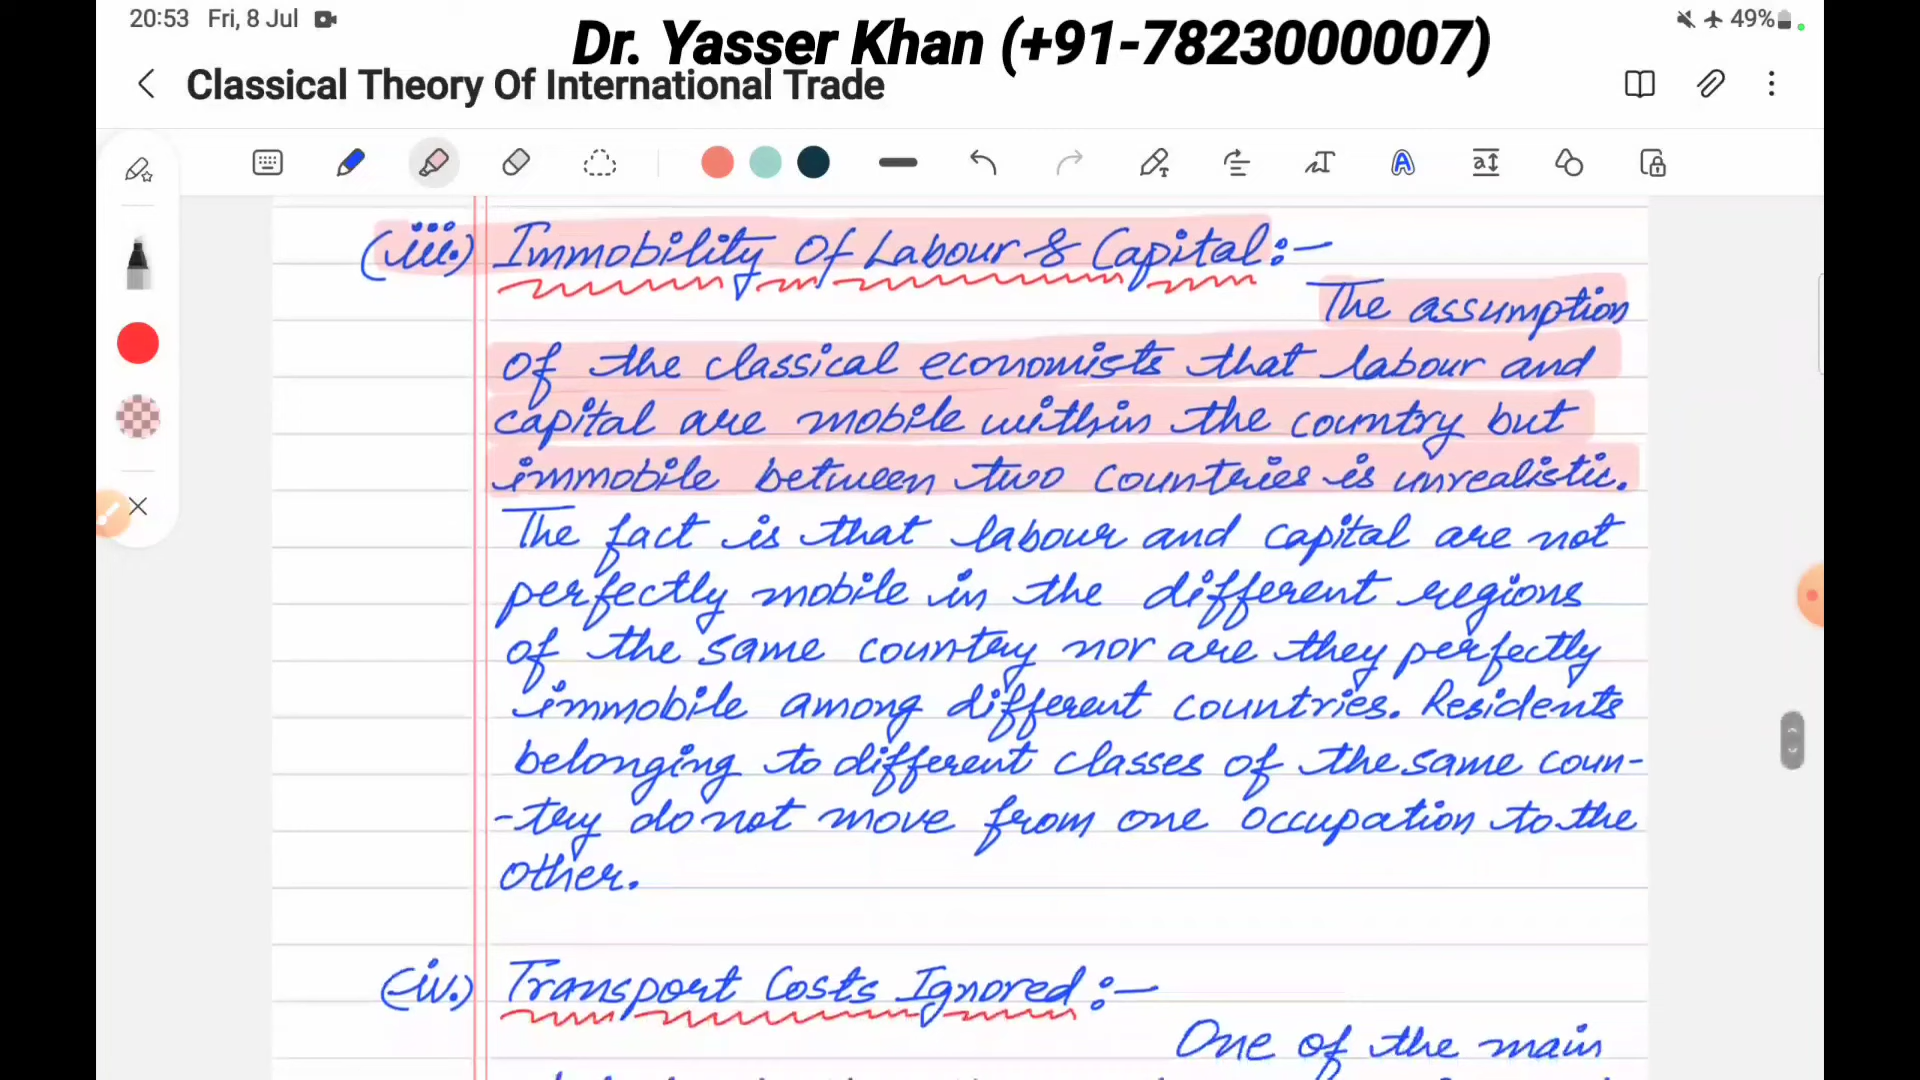 20:53 Fri, 8 Jul 49%
Dr. Yasser Khan (+91-7823000007)
Classical Theory Of International Trade
(iii.) Immobility Of Labour & Capital:-
The assumption
of the classical economists that labour and
capital are mobile within the country but
immobile between two countries is unrealistic.
The fact is that labour and capital are not
perfectly mobile in the different regions
of the same country nor are they perfectly
immobile among different countries. Residents
belonging to different classes of the same coun-
-try do not move from one occupation to the
other.
(iv.) Transport Costs Ignored:-
One of the main